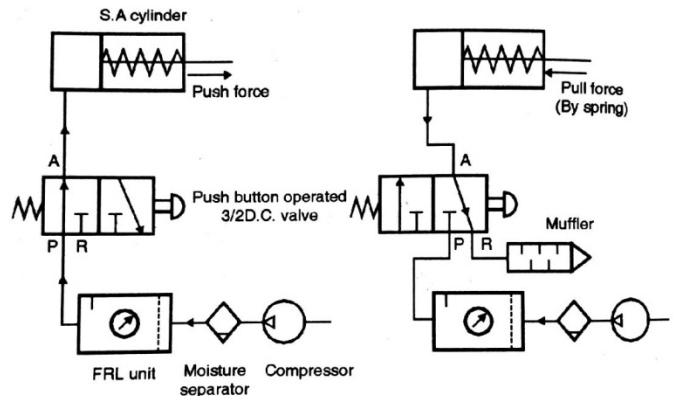 S.A cylinder
Push force
A
Push button operated
3/2D.C. valve
P R
FRL unit
Moisture
separator
Compressor
Pull force
(By spring)
A
P R
Muffler